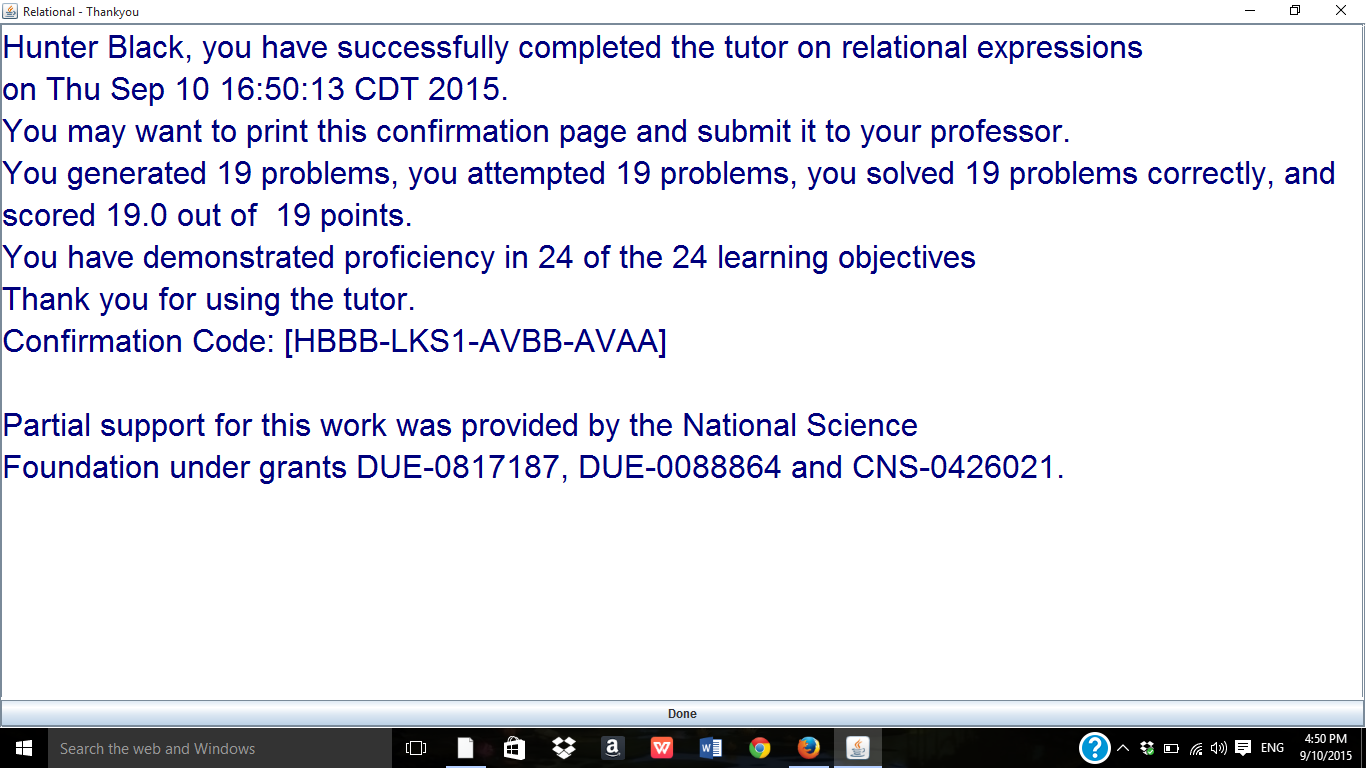 Relational - Thankyou
Hunter Black, you have successfully completed the tutor on relational expressions
on Thu Sep 10 16:50:13 CDT 2015.
You may want to print this confirmation page and submit it to your professor.
You generated 19 problems, you attempted 19 problems, you solved 19 problems correctly, and
scored 19.0 out of  19 points.
You have demonstrated proficiency in 24 of the 24 learning objectives
Thank you for using the tutor.
Confirmation Code: [HBBB-LKS1-AVBB-AVAA]
Partial support for this work was provided by the National Science
Foundation under grants DUE-0817187, DUE-0088864 and CNS-0426021.
Done
Search the web and Windows
ENG
4:50 PM
9/10/2015